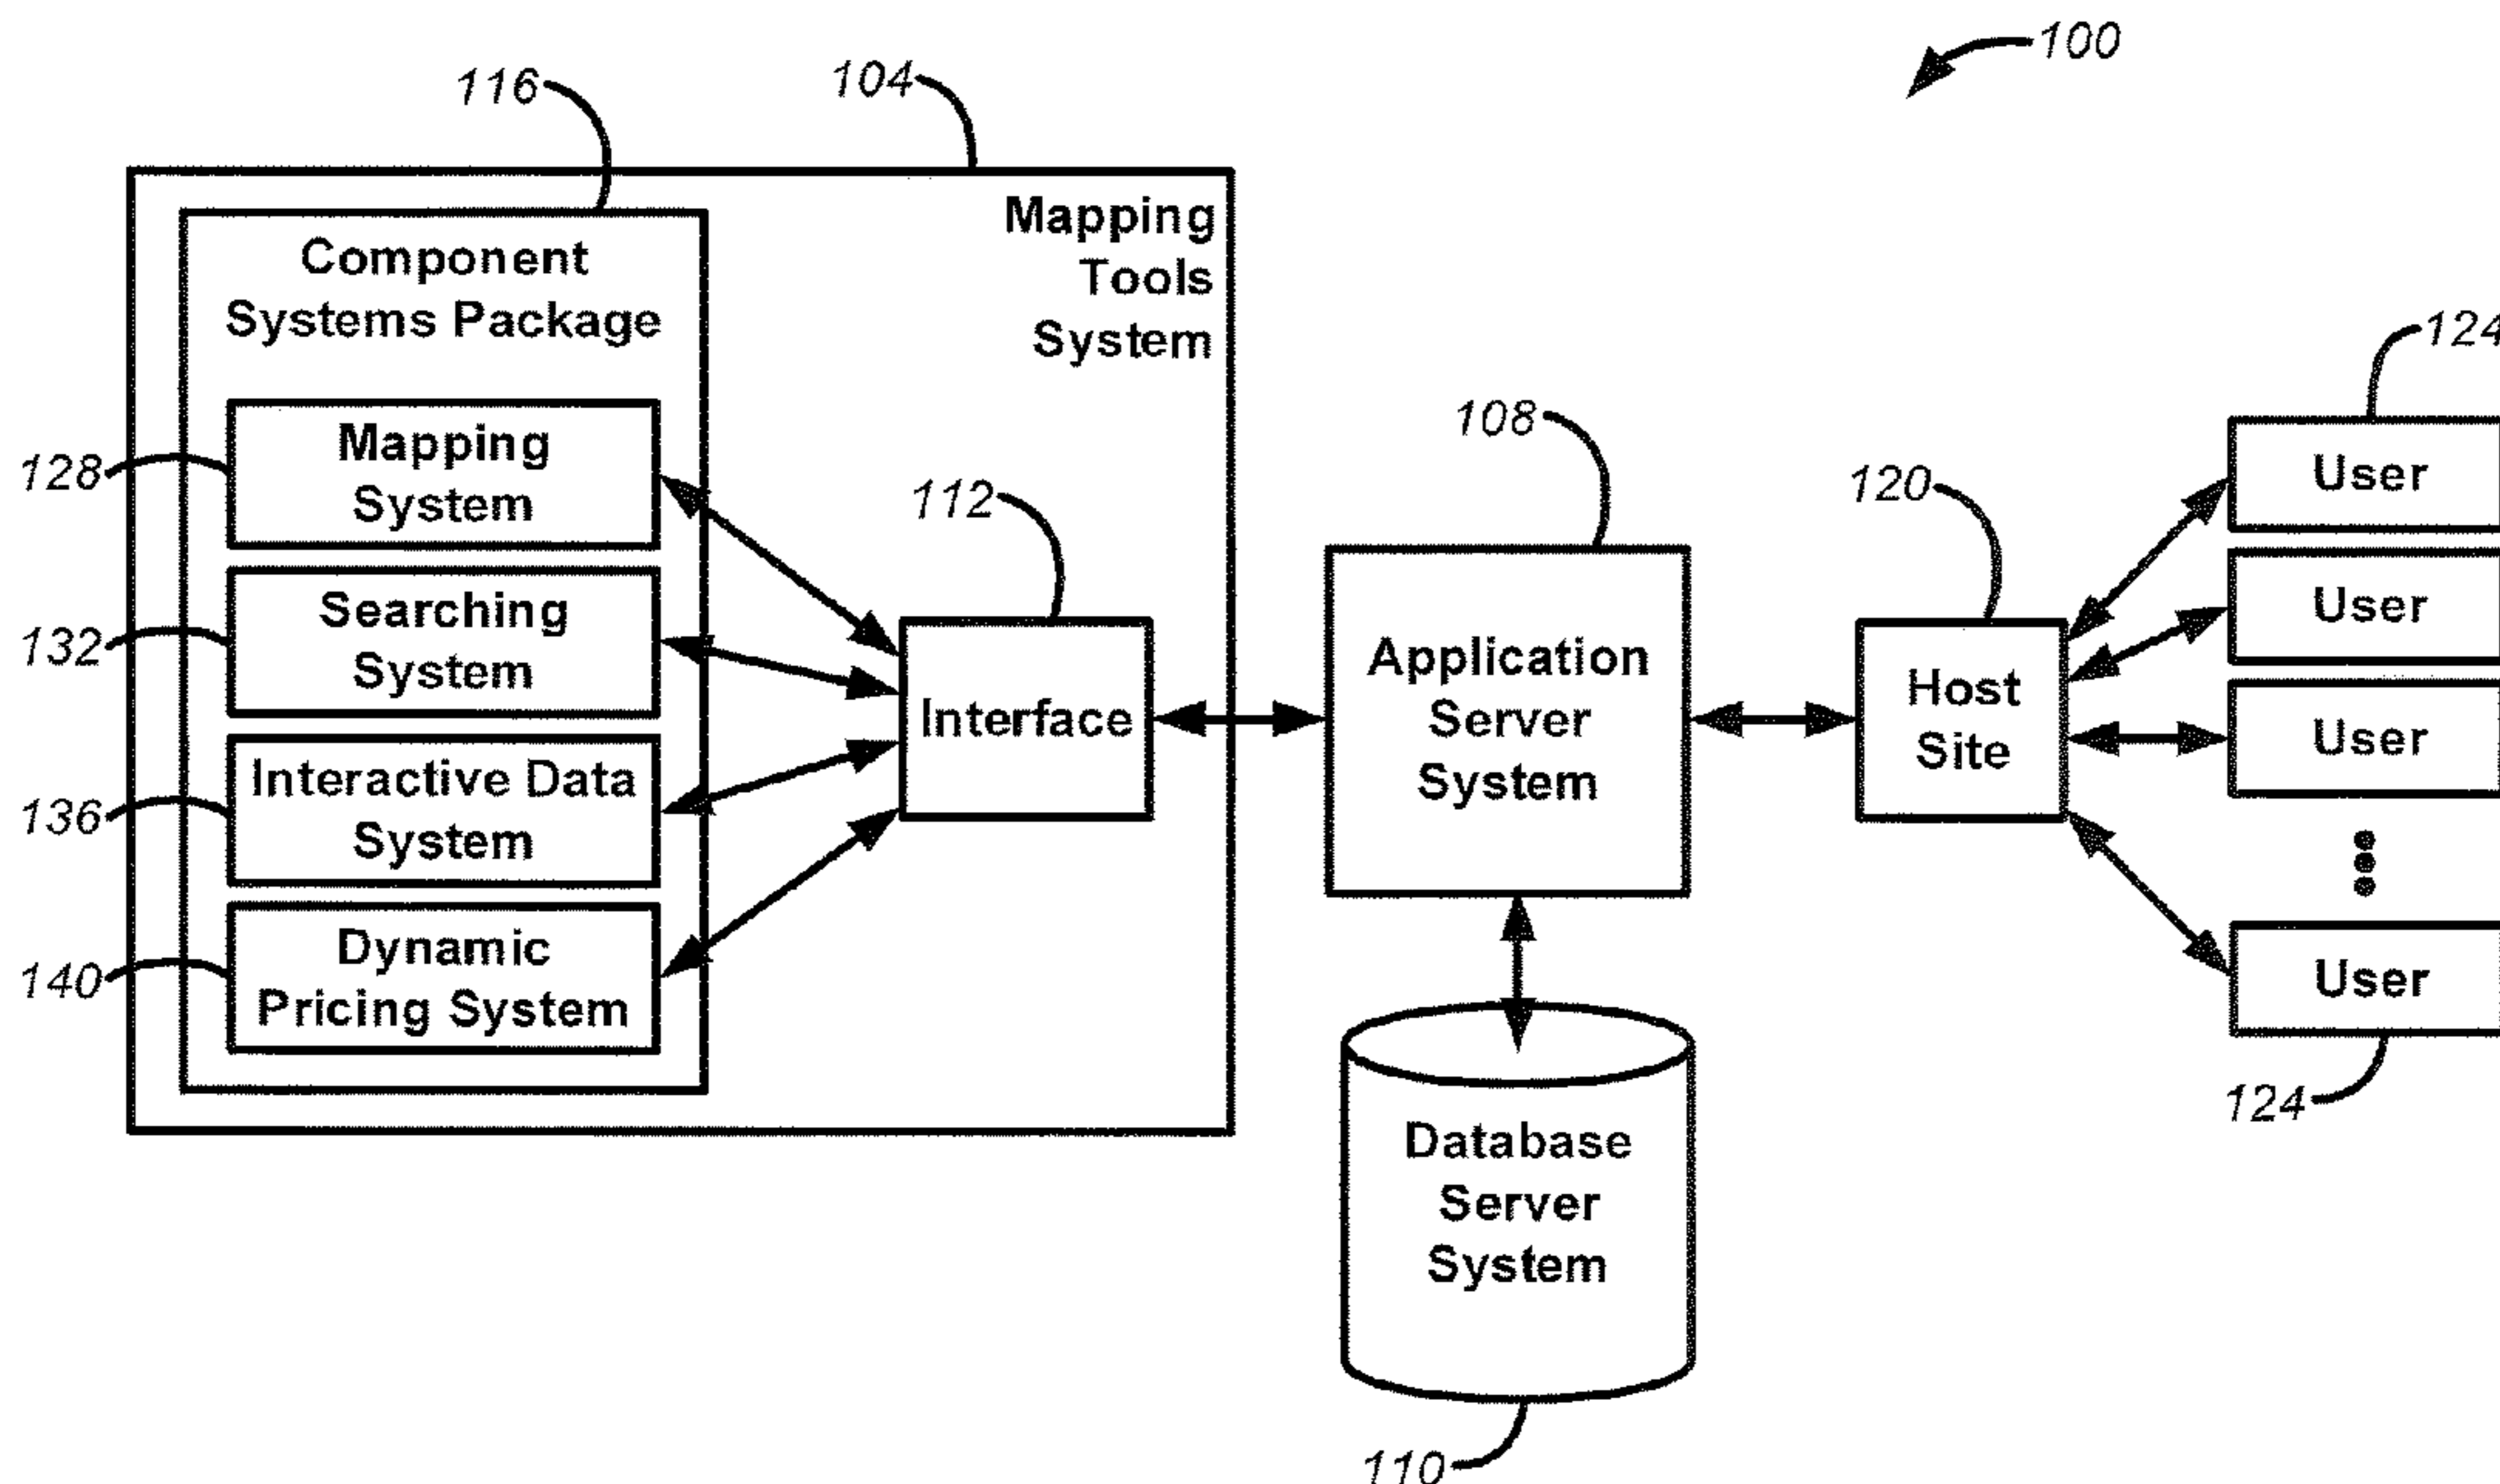 100
116
104
Mapping
Tools
System
Component
Systems Package
124
128
Mapping
System
108
120
User
112
132
Searching
System
User
Application
Server
System
Interface
Host
Site
User
136
Interactive Data
System
140
Dynamic
Pricing System
User
124
Database
Server
System
110